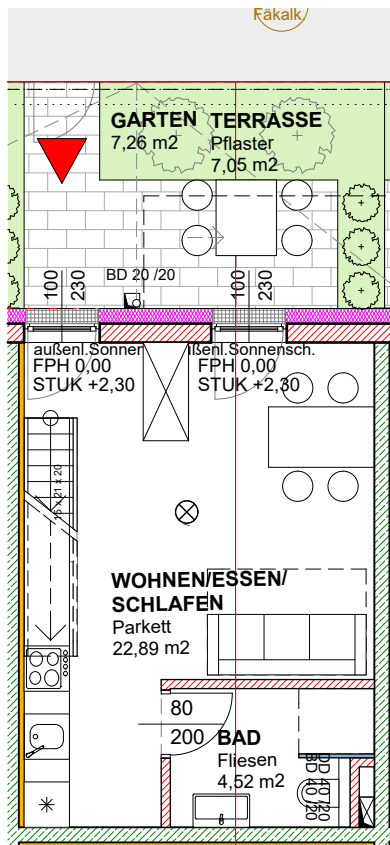 Fäkalk
GARTEN
7,26 m2
TERRASSE
Pflaster
7,05 m2
100
230
BD 20 /20
100
230
außenl.Sonnen
FPH 0,00
STUK +2,30
ßenl.Sonnensch.
FPH 0,00
STUK +2,30
WOHNEN/ESSEN/
SCHLAFEN
Parkett
22,89 m2
80
200
BAD
Fliesen
4,52 m2
DD 40 /20
BD 40 /20